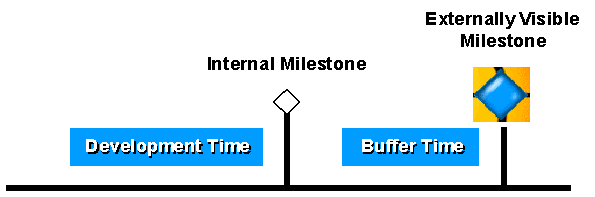 Externally Visible
Milestone
Internal Milestone
Development Time
Buffer Time